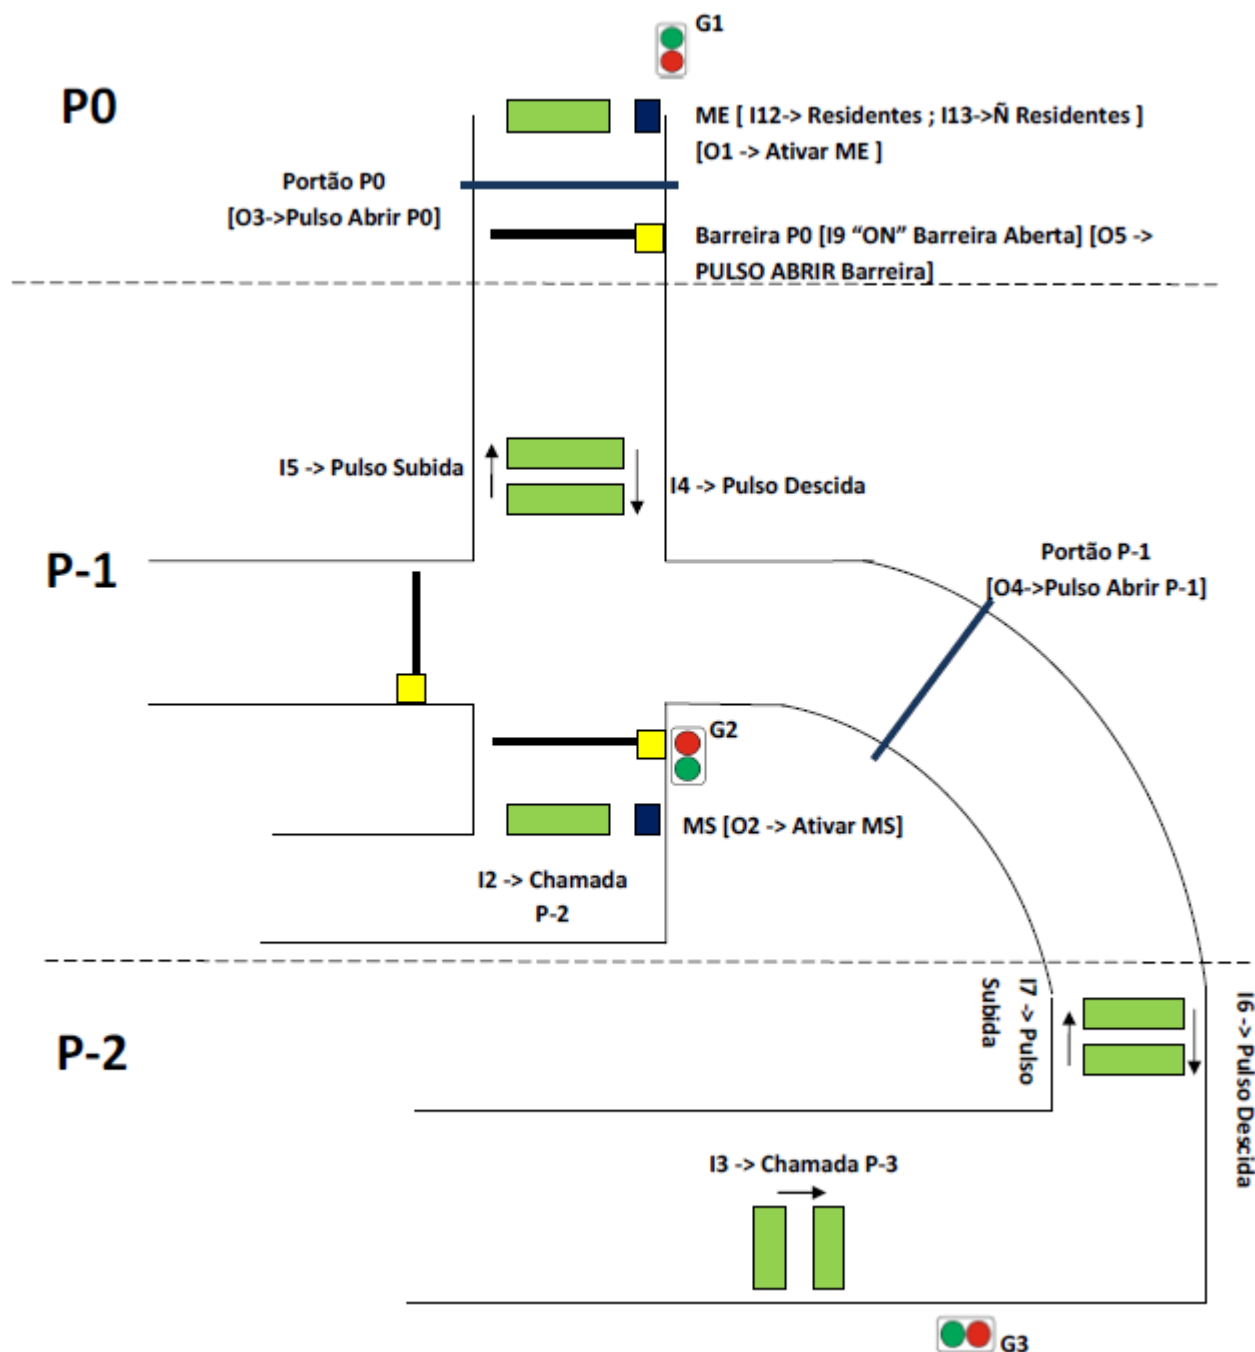 G1
P0
ME [ I12-> Residentes ; I13->Ñ Residentes ]
[O1 -> Ativar ME ]
Portão P0
[O3->Pulso Abrir P0]
Barreira P0 [I9 “ON” Barreira Aberta] [O5 ->
PULSO ABRIR Barreira]
I5 -> Pulso Subida
I4 -> Pulso Descida
P-1
Portão P-1
[O4->Pulso Abrir P-1]
G2
MS [O2 -> Ativar MS]
I2 -> Chamada
P-2
P-2
I7 -> Pulso
Subida
I6 -> Pulso Descida
I3 -> Chamada P-3
G3